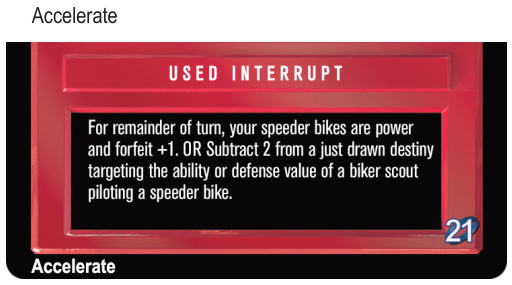 Accelerate
USED INTERRUPT
For remainder of turn, your speeder bikes are power
and forfeit +1. OR Subtract 2 from a just drawn destiny
targeting the ability or defense value of a biker scout
piloting a speeder bike.
21
Accelerate